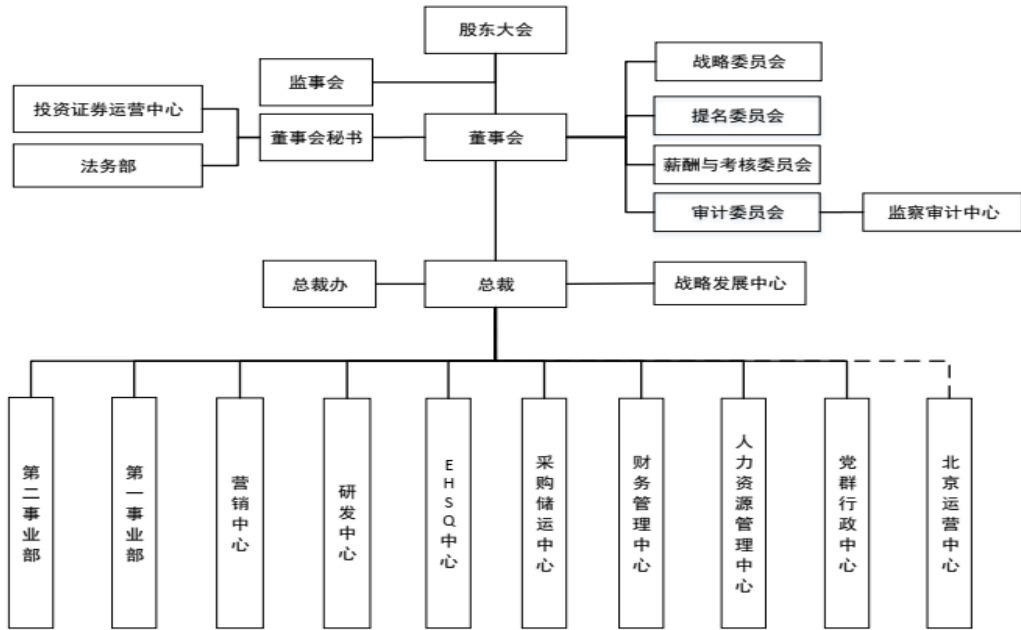 股东大会
监事会
战略委员会
投资证券运营中心
提名委员会
董事会秘书
董事会
法务部
薪酬与考核委员会
审计委员会
监察审计中心
总裁办
总裁
战略发展中心
第二事业部
第一事业部
营销中心
研发中心
EHSQ中心
采购储运中心
财务管理中心
人力资源管理中心
党群行政中心
北京运营中心